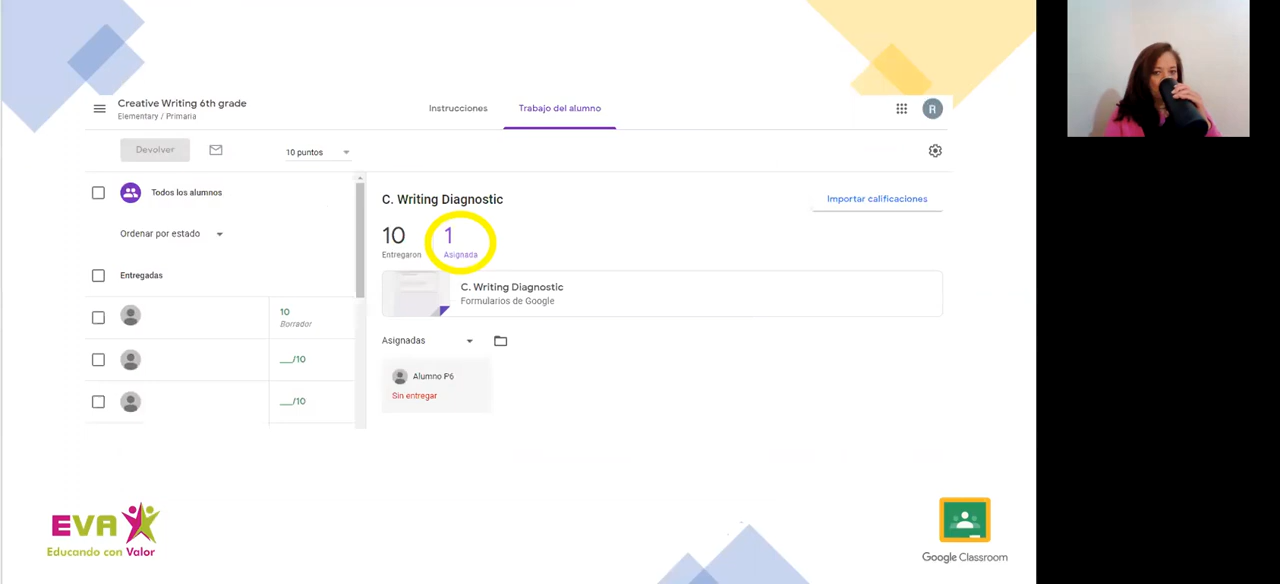 Creative Writing 6th grade
Elementary / Primaria
Instrucciones
Trabajo del alumno
R
Devolver
10 puntos
Todos los alumnos
Ordenar por estado
Entregadas
10
Borrador
__/10
__/10
C. Writing Diagnostic
Importar calificaciones
10
Entregaron
1
Asignada
C. Writing Diagnostic
Formularios de Google
Asignadas
Alumno P6
Sin entregar
EVA
Educando con Valor
Google Classroom